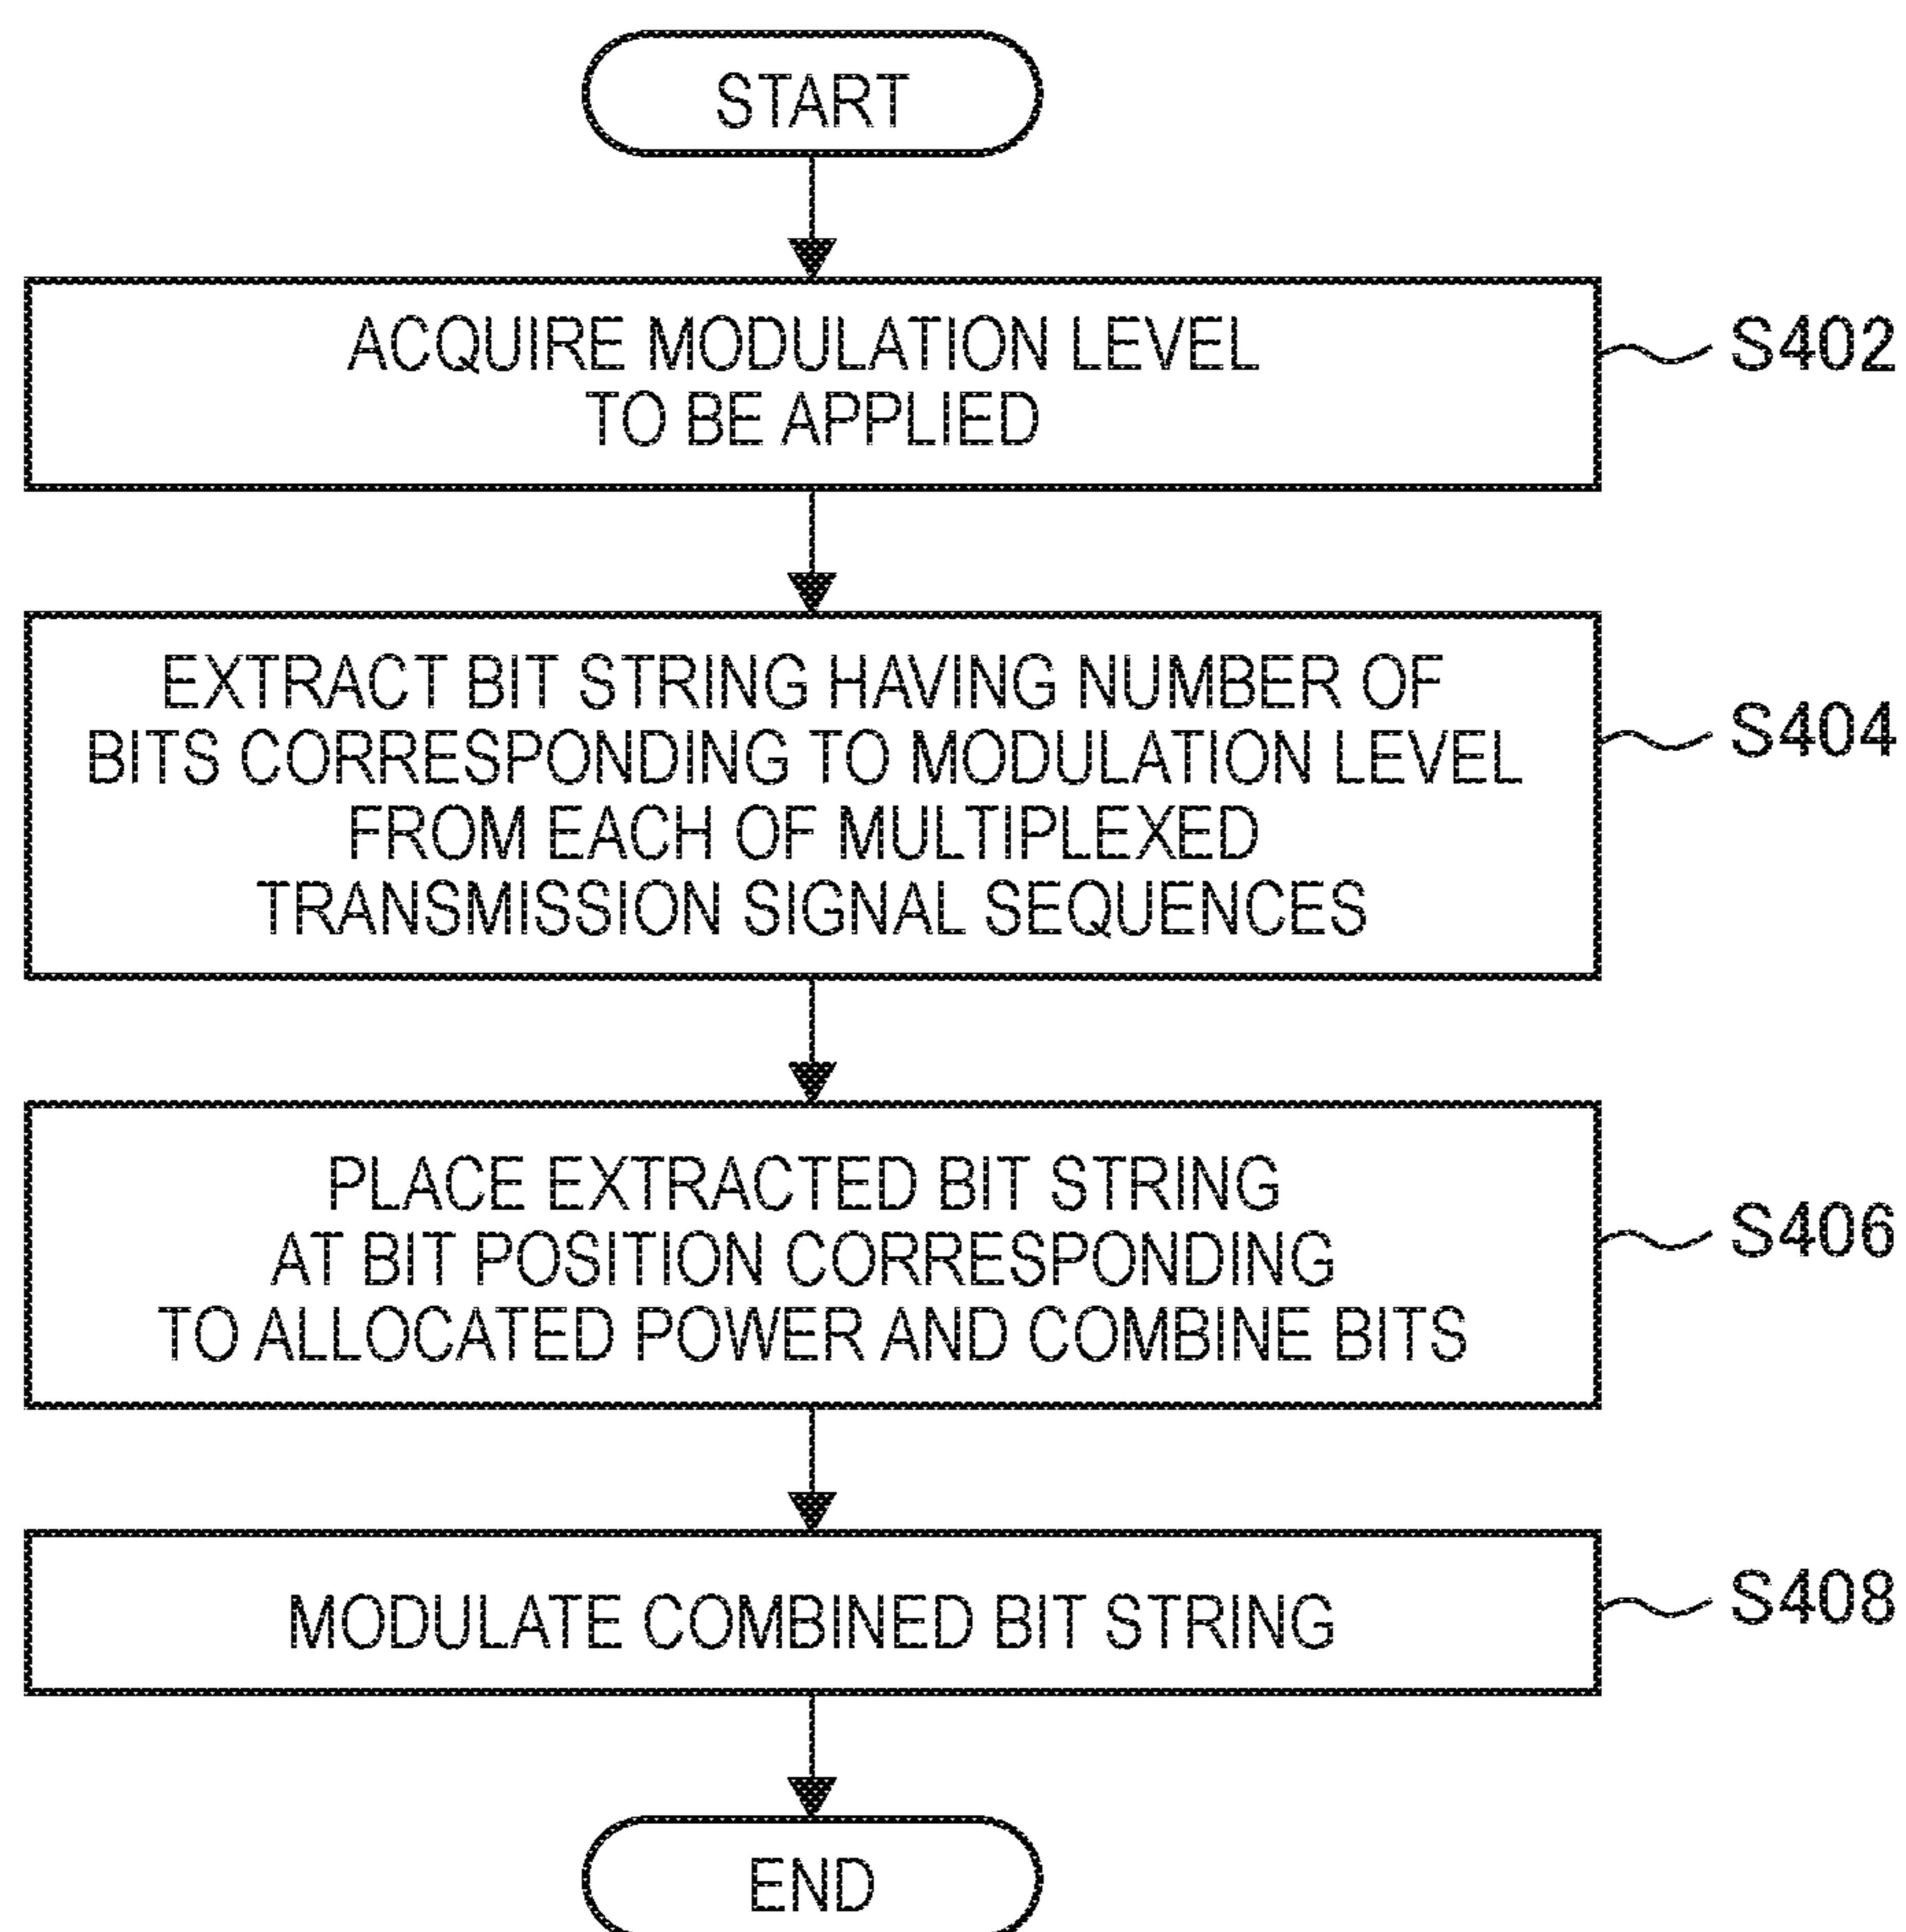 START
ACQUIRE MODULATION LEVEL
TO BE APPLIED
S402
EXTRACT BIT STRING HAVING NUMBER OF
BITS CORRESPONDING TO MODULATION LEVEL
FROM EACH OF MULTIPLEXED
TRANSMISSION SIGNAL SEQUENCES
S404
PLACE EXTRACTED BIT STRING
AT BIT POSITION CORRESPONDING
TO ALLOCATED POWER AND COMBINE BITS
S406
MODULATE COMBINED BIT STRING
S408
END